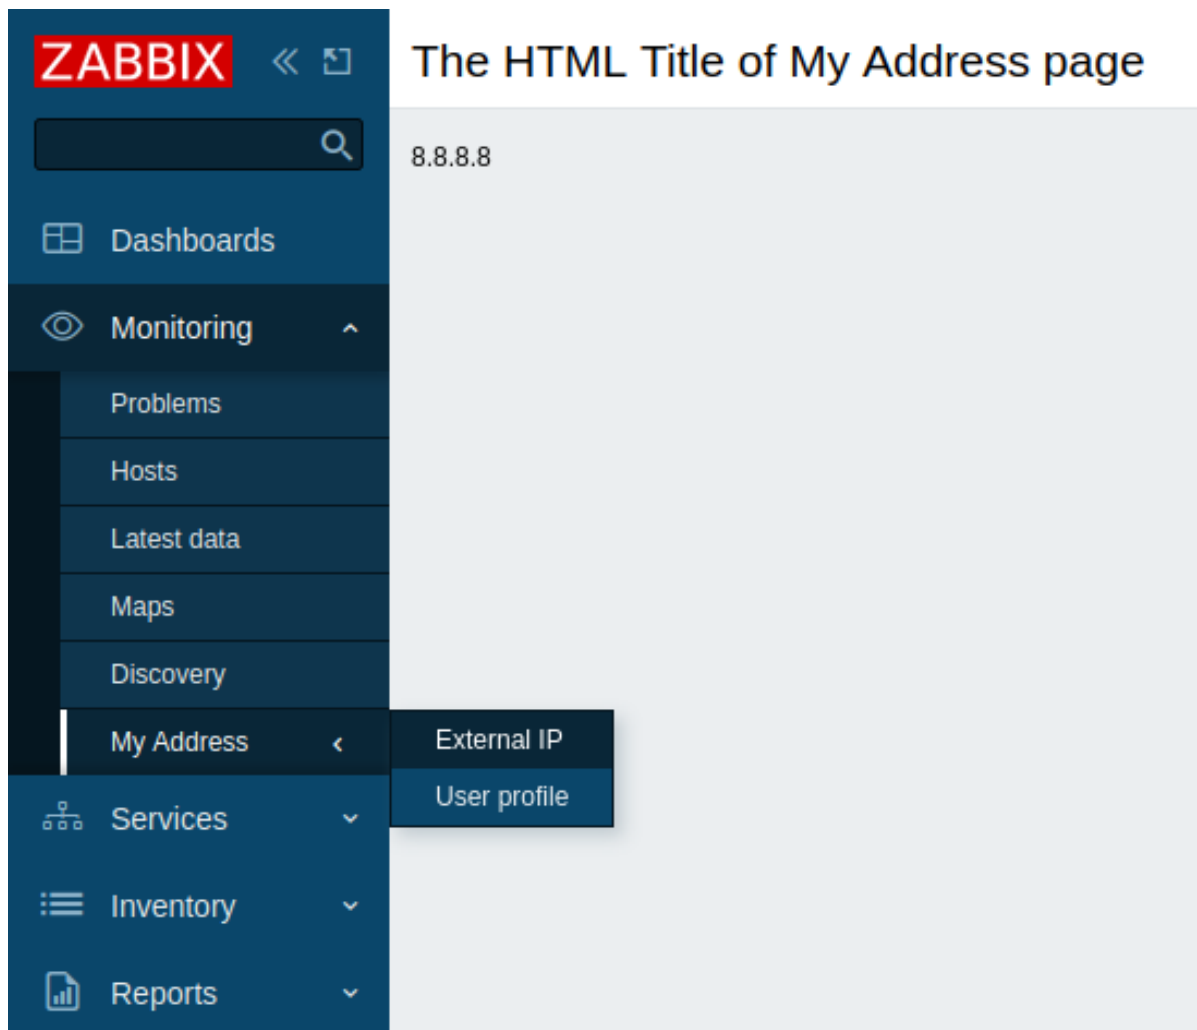 ZABBIX
The HTML Title of My Address page
8.8.8.8
Dashboards
Monitoring
Problems
Hosts
Latest data
Maps
Discovery
My Address
External IP
User profile
Services
Inventory
Reports